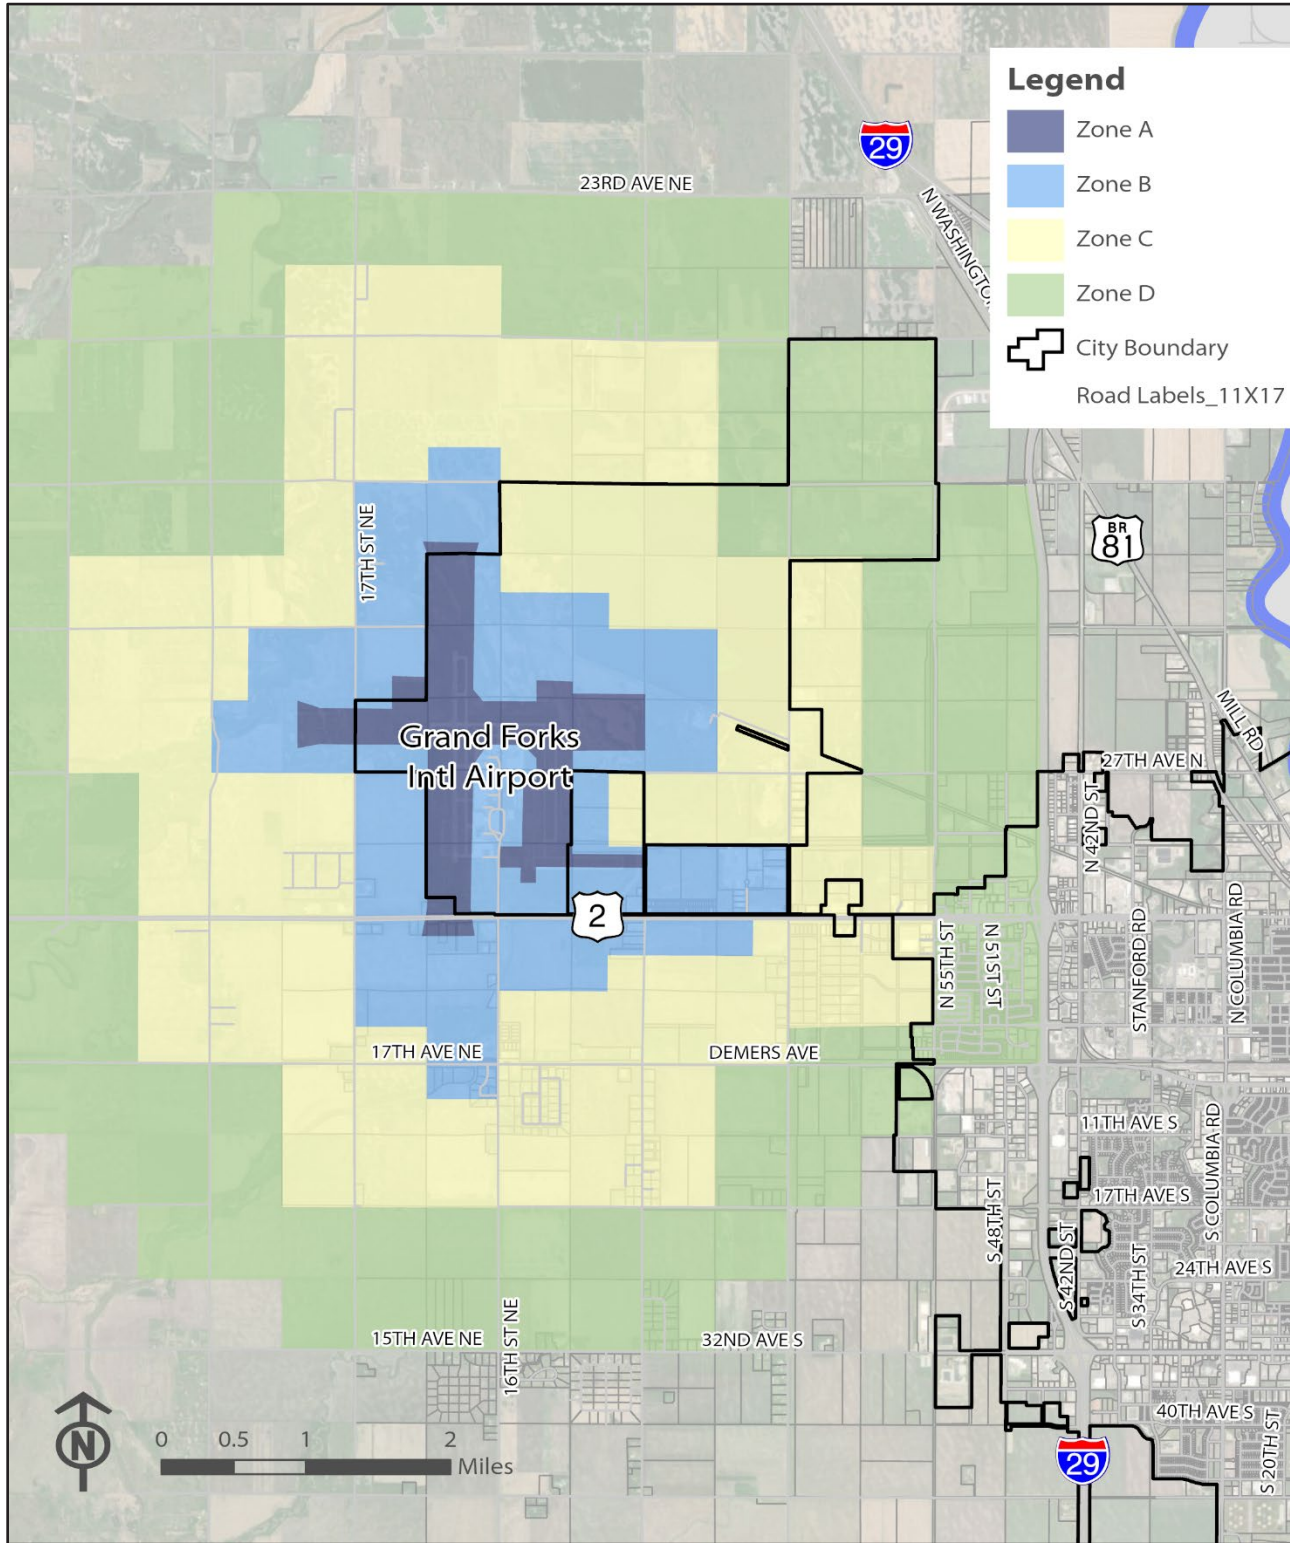 Legend
Zone A
Zone B
Zone C
Zone D
City Boundary
Road Labels_11X17
29
23RD AVE NE
N WASHINGTON
BR
81
17TH ST NE
Grand Forks
Intl Airport
MILL RD
27TH AVE N
N 42ND ST
2
N 55TH ST
N 51ST ST
STANFORD RD
N COLUMBIA RD
17TH AVE NE
DEMERS AVE
11TH AVE S
17TH AVE S
S COLUMBIA RD
S 48TH ST
S 42ND ST
S 34TH ST
24TH AVE S
15TH AVE NE
16TH ST NE
32ND AVE S
40TH AVE S
S 20TH ST
29
N
0 0.5 1 2
Miles